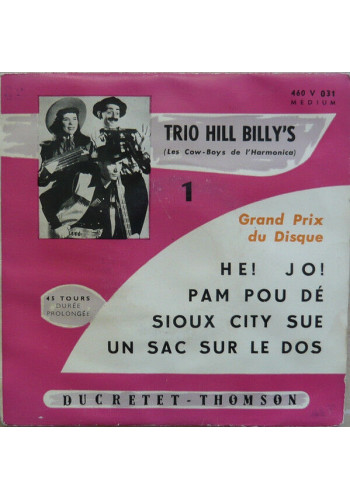 460 V 031
MEDIUM
TRIO HILL BILLY'S
(Les Cow-Boys de l'Harmonica)
1
Grand Prix
du Disque
HE! JO!
PAM POU DÉ
SIOUX CITY SUE
UN SAC SUR LE DOS
45 TOURS
DURÉE
PROLONGÉE
DUCRETET-THOMSON